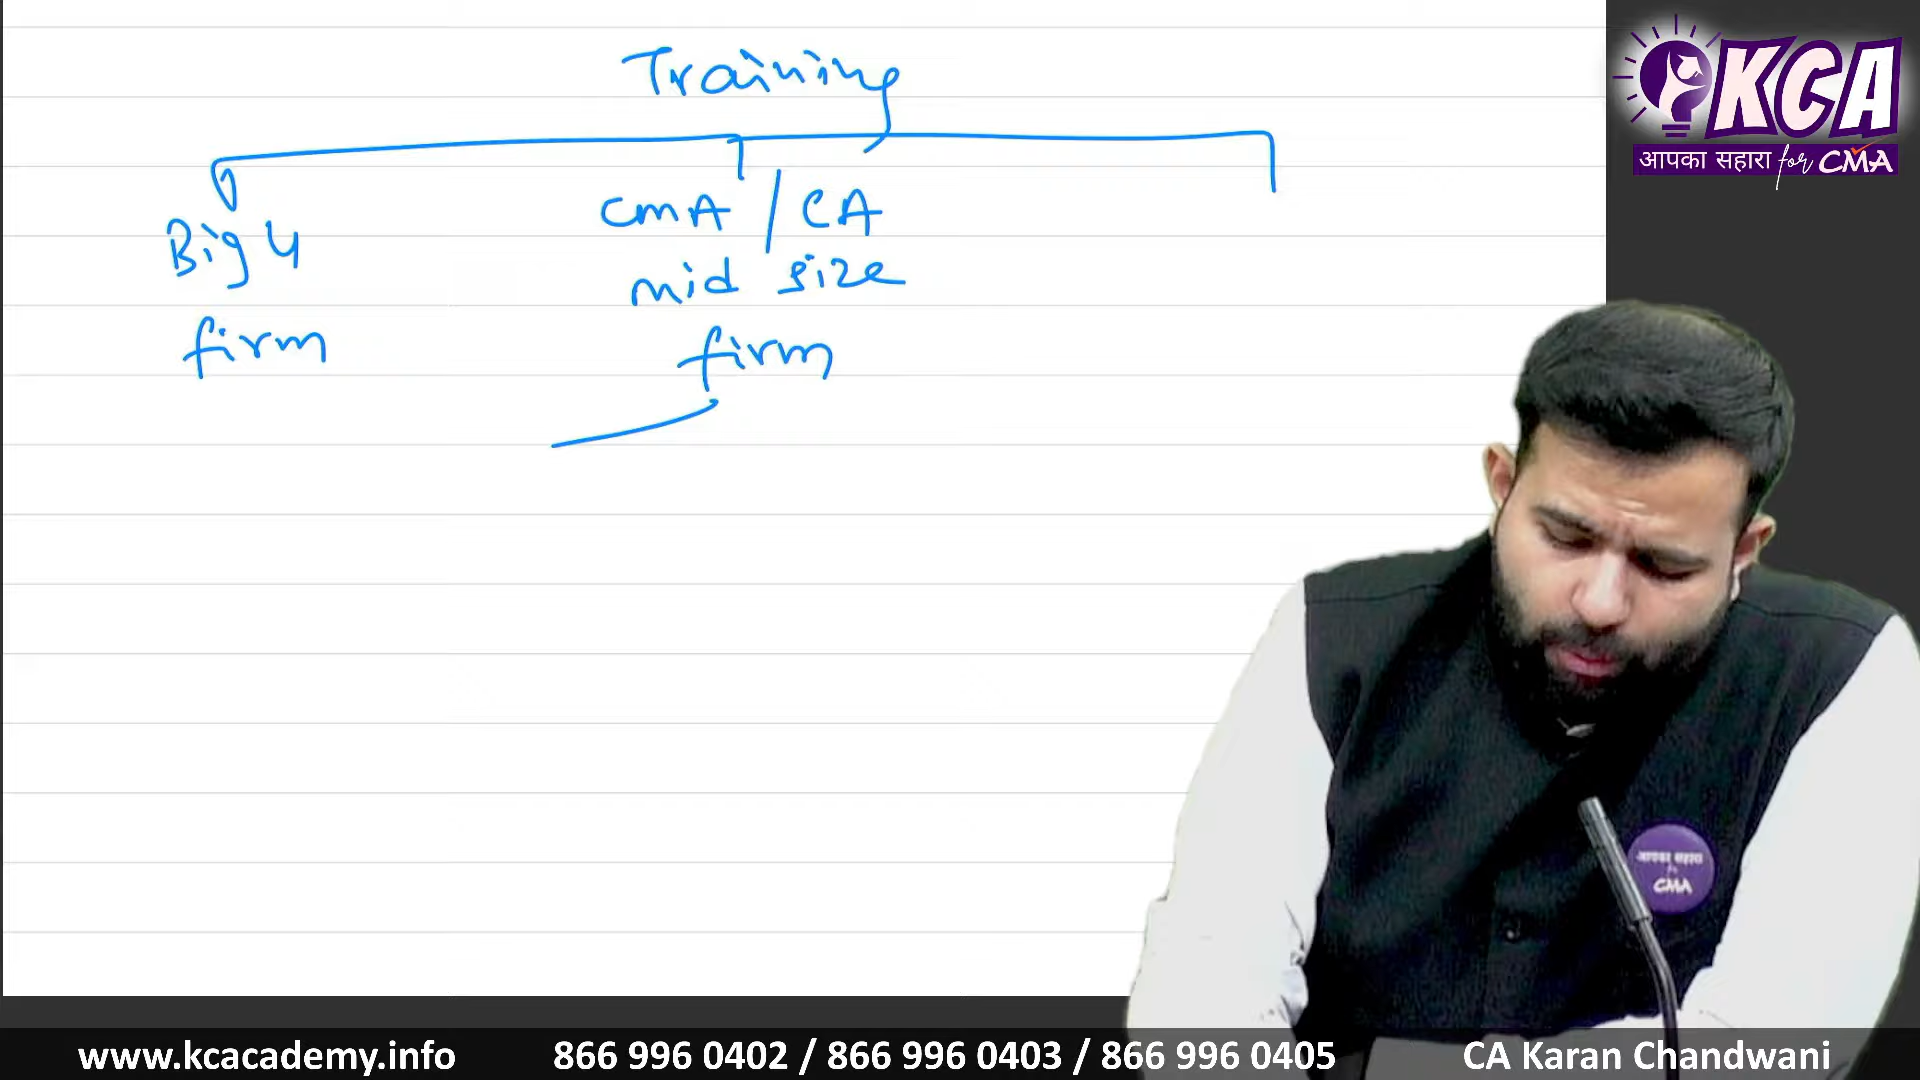 Training
Big 4
firm
CMA / CA
mid size
firm
KCA
आपका सहारा for CMA
आपका सहारा
for
CMA
www.kcacademy.info 866 996 0402 / 866 996 0403 / 866 996 0405 CA Karan Chandwani